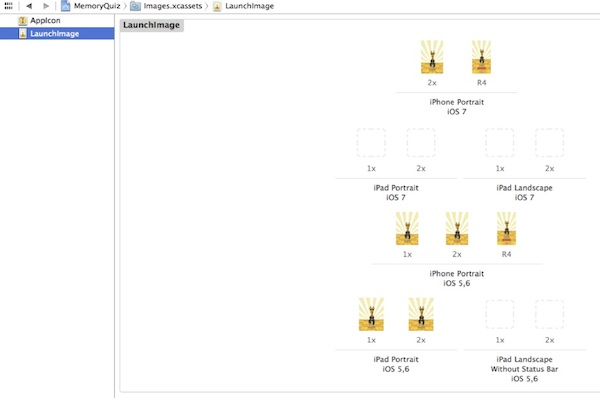 MemoryQuiz Images.xcassets LaunchImage
AppIcon
LaunchImage
LaunchImage
2x R4
iPhone Portrait
iOS 7
1x 2x 1x 2x
iPad Portrait iPad Landscape
iOS 7 iOS 7
1x 2x R4
iPhone Portrait
iOS 5,6
1x 2x 1x 2x
iPad Portrait iPad Landscape
iOS 5,6 Without Status Bar
iOS 5,6